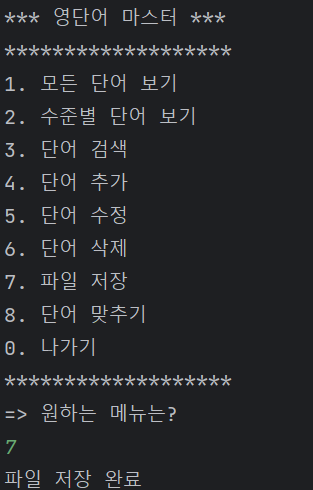 *** 영단어 마스터 ***
*******************
1. 모든 단어 보기
2. 수준별 단어 보기
3. 단어 검색
4. 단어 추가
5. 단어 수정
6. 단어 삭제
7. 파일 저장
8. 단어 맞추기
0. 나가기
*******************
=> 원하는 메뉴는?
7
파일 저장 완료